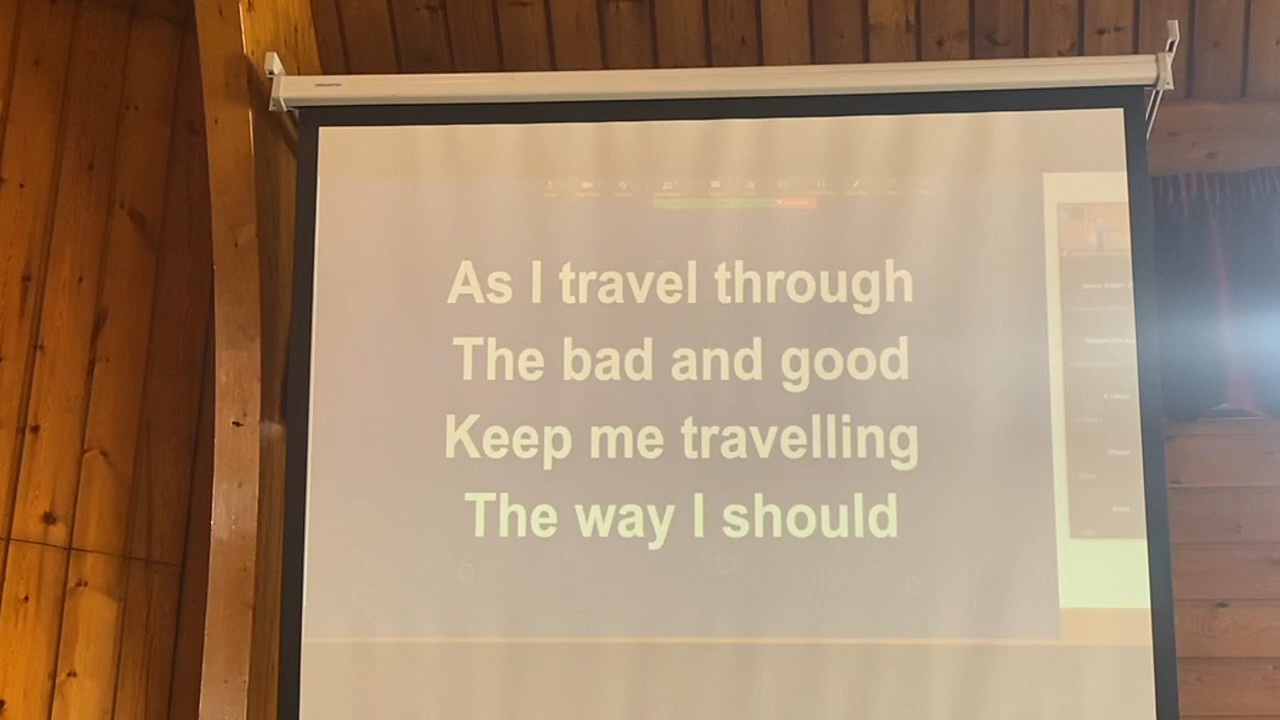 As I travel through
The bad and good
Keep me travelling
The way I should